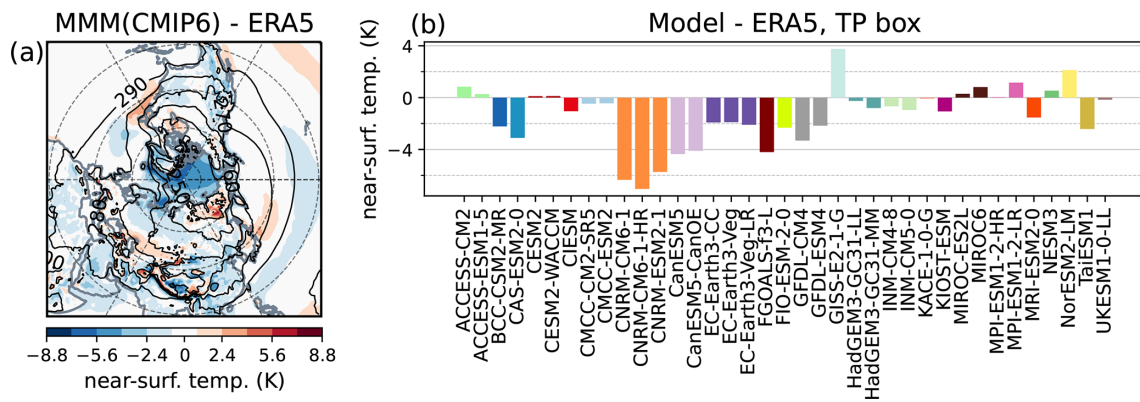 MMM(CMIP6) - ERA5
(a)
290
270
260
−8.8 −5.6 −2.4 0 2.4 5.6 8.8
near-surf. temp. (K)
(b)
Model - ERA5, TP box
near-surf. temp. (K)
4
0
−4
ACCESS-CM2
ACCESS-ESM1-5
BCC-CSM2-MR
CAS-ESM2-0
CESM2
CESM2-WACCM
CIESM
CMCC-CM2-SR5
CMCC-ESM2
CNRM-CM6-1
CNRM-CM6-1-HR
CNRM-ESM2-1
CanESM5
CanESM5-CanOE
EC-Earth3-CC
EC-Earth3-Veg
EC-Earth3-Veg-LR
FGOALS-f3-L
FIO-ESM-2-0
GFDL-CM4
GFDL-ESM4
GISS-E2-1-G
HadGEM3-GC31-LL
HadGEM3-GC31-MM
INM-CM4-8
INM-CM5-0
KACE-1-0-G
KIOST-ESM
MIROC-ES2L
MIROC6
MPI-ESM1-2-HR
MPI-ESM1-2-LR
MRI-ESM2-0
NESM3
NorESM2-LM
TaiESM1
UKESM1-0-LL